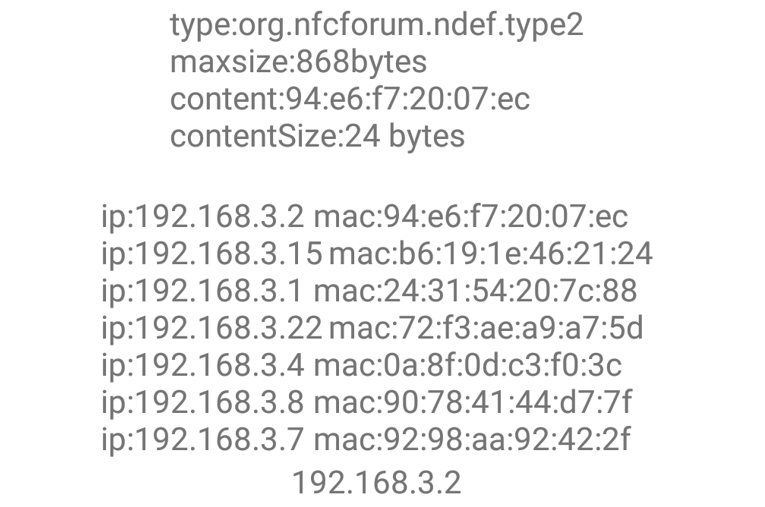 type:org.nfcforum.ndef.type2
maxsize:868bytes
content:94:e6:f7:20:07:ec
contentSize:24 bytes
ip:192.168.3.2 mac:94:e6:f7:20:07:ec
ip:192.168.3.15 mac:b6:19:1e:46:21:24
ip:192.168.3.1 mac:24:31:54:20:7c:88
ip:192.168.3.22 mac:72:f3:ae:a9:a7:5d
ip:192.168.3.4 mac:0a:8f:0d:c3:f0:3c
ip:192.168.3.8 mac:90:78:41:44:d7:7f
ip:192.168.3.7 mac:92:98:aa:92:42:2f
192.168.3.2